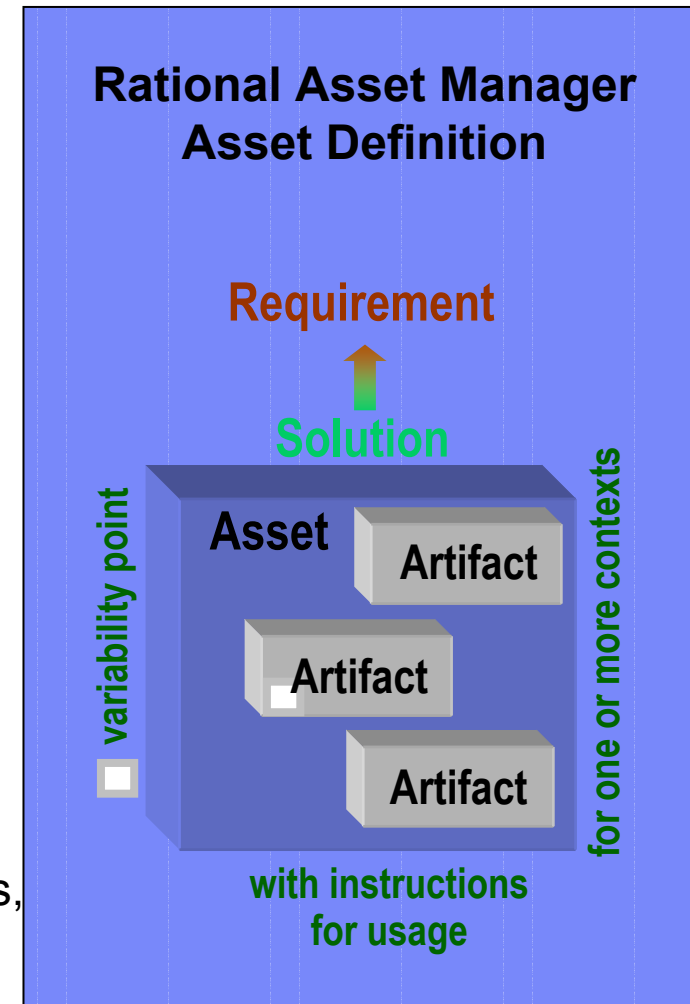 Rational Asset Manager
Asset Definition
Requirement
Solution
variability point
Asset
Artifact
Artifact
Artifact
for one or more contexts
s,
with instructions
for usage